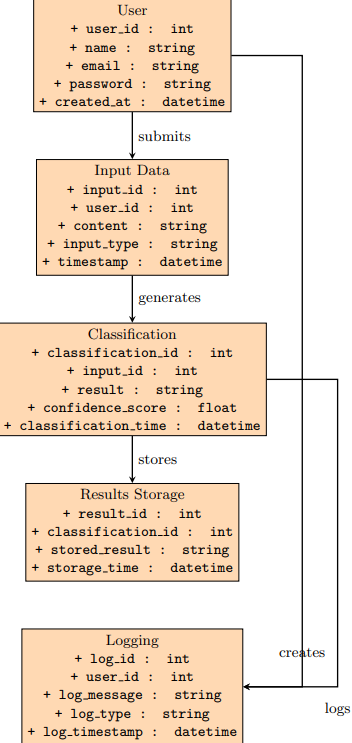 User
+ user_id : int
+ name : string
+ email : string
+ password : string
+ created_at : datetime
submits
Input Data
+ input_id : int
+ user_id : int
+ content : string
+ input_type : string
+ timestamp : datetime
generates
Classification
+ classification_id : int
+ input_id : int
+ result : string
+ confidence_score : float
+ classification_time : datetime
stores
Results Storage
+ result_id : int
+ classification_id : int
+ stored_result : string
+ storage_time : datetime
Logging
+ log_id : int
+ user_id : int
+ log_message : string
+ log_type : string
+ log_timestamp : datetime
creates
logs